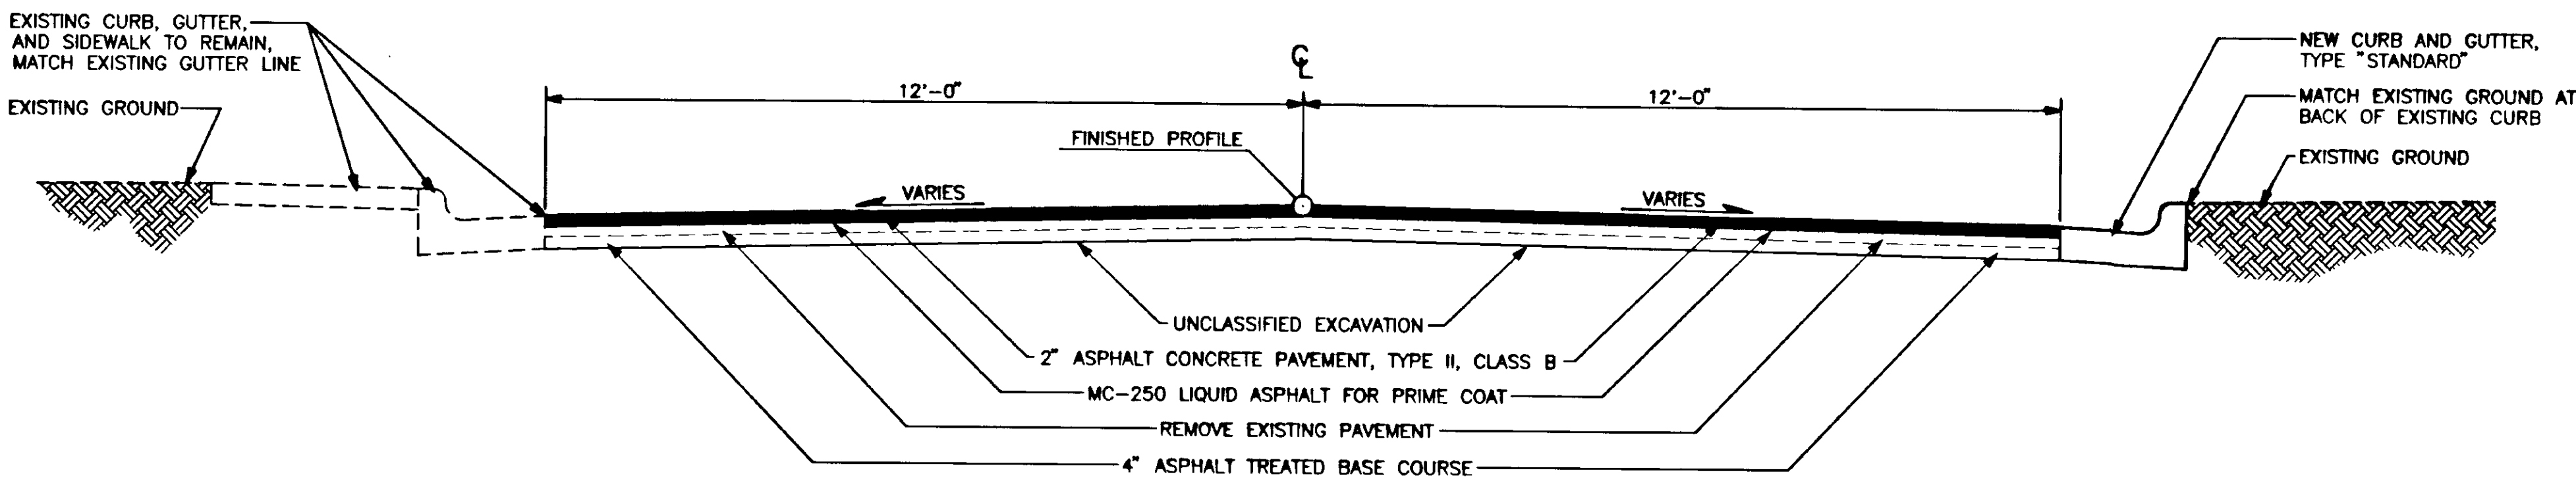 EXISTING CURB, GUTTER,
AND SIDEWALK TO REMAIN,
MATCH EXISTING GUTTER LINE
EXISTING GROUND
℄
12'-0"
12'-0"
FINISHED PROFILE
VARIES
VARIES
NEW CURB AND GUTTER,
TYPE "STANDARD"
MATCH EXISTING GROUND AT
BACK OF EXISTING CURB
EXISTING GROUND
UNCLASSIFIED EXCAVATION
2" ASPHALT CONCRETE PAVEMENT, TYPE II, CLASS B
MC-250 LIQUID ASPHALT FOR PRIME COAT
REMOVE EXISTING PAVEMENT
4" ASPHALT TREATED BASE COURSE